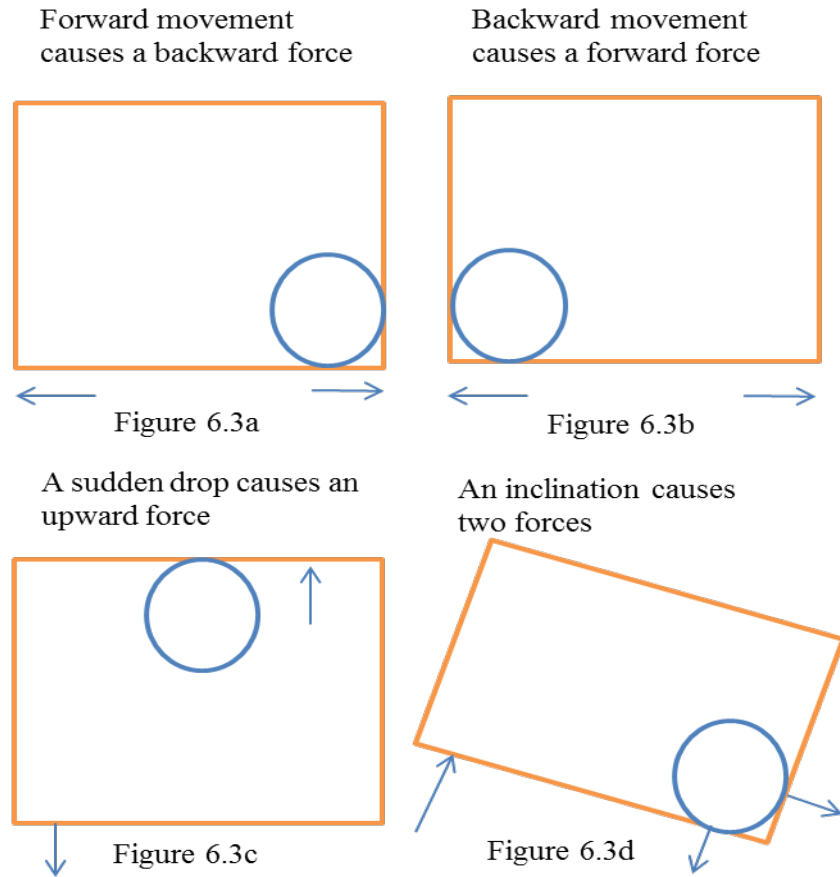 Forward movement
causes a backward force
Backward movement
causes a forward force
Figure 6.3a
Figure 6.3b
A sudden drop causes an
upward force
An inclination causes
two forces
Figure 6.3c
Figure 6.3d